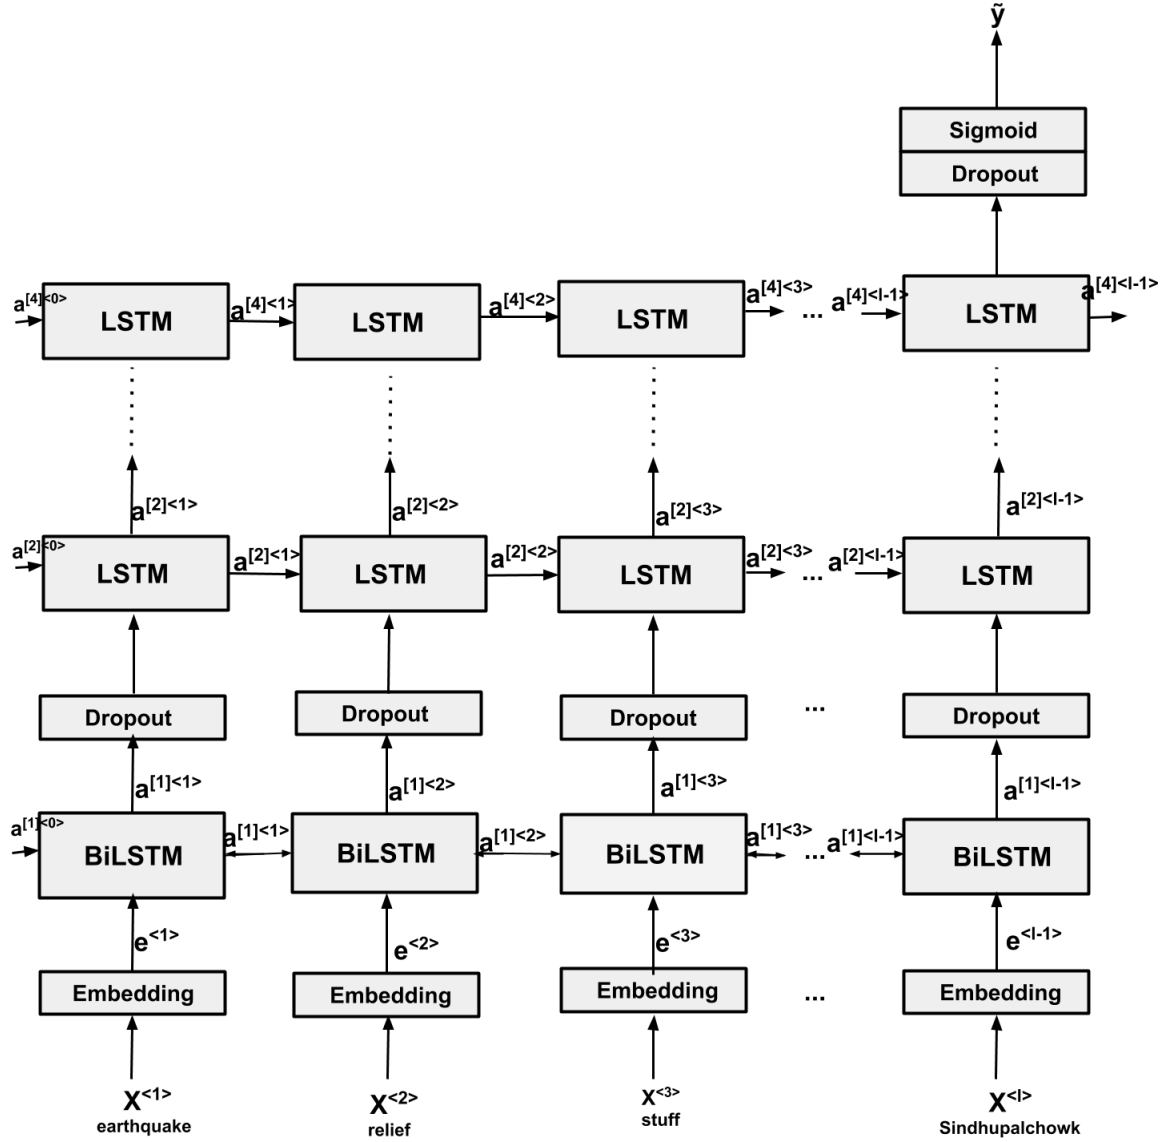 ỹ
Sigmoid
Dropout
a[4]<0> LSTM a[4]<1> LSTM a[4]<2> LSTM a[4]<3> ... a[4]<l-1> LSTM a[4]<l-1>
a[2]<1> a[2]<2> a[2]<3> a[2]<l-1>
a[2]<0> LSTM a[2]<1> LSTM a[2]<2> LSTM a[2]<3> ... a[2]<l-1> LSTM
Dropout Dropout Dropout ... Dropout
a[1]<1> a[1]<2> a[1]<3> a[1]<l-1>
a[1]<0> BiLSTM a[1]<1> BiLSTM a[1]<2> BiLSTM a[1]<3> ... a[1]<l-1> BiLSTM
e<1> e<2> e<3> e<l-1>
Embedding Embedding Embedding ... Embedding
X<1> X<2> X<3> X<l>
earthquake relief stuff Sindhupalchowk